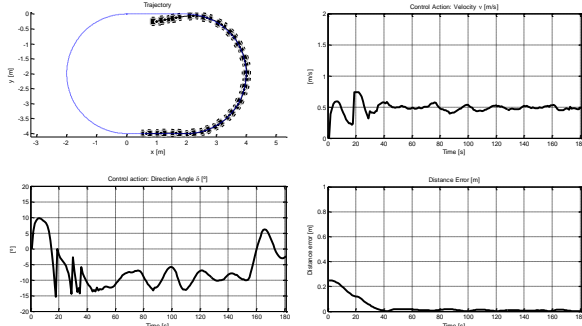 Trajectory
0
-0.5
-1
-1.5
-2
-2.5
-3
-3.5
-4
y [m]
-3 -2 -1 0 1 2 3 4 5
x [m]
Control Action: Velocity v [m/s]
2
1.5
1
0.5
0
[m/s]
0 20 40 60 80 100 120 140 160 180
Time [s]
Control action: Direction Angle δ [º]
20
15
10
5
0
-5
-10
-15
-20
[º]
0 20 40 60 80 100 120 140 160 180
Time [s]
Distance Error [m]
1
0.8
0.6
0.4
0.2
0
Distance error [m]
0 20 40 60 80 100 120 140 160 180
Time [s]